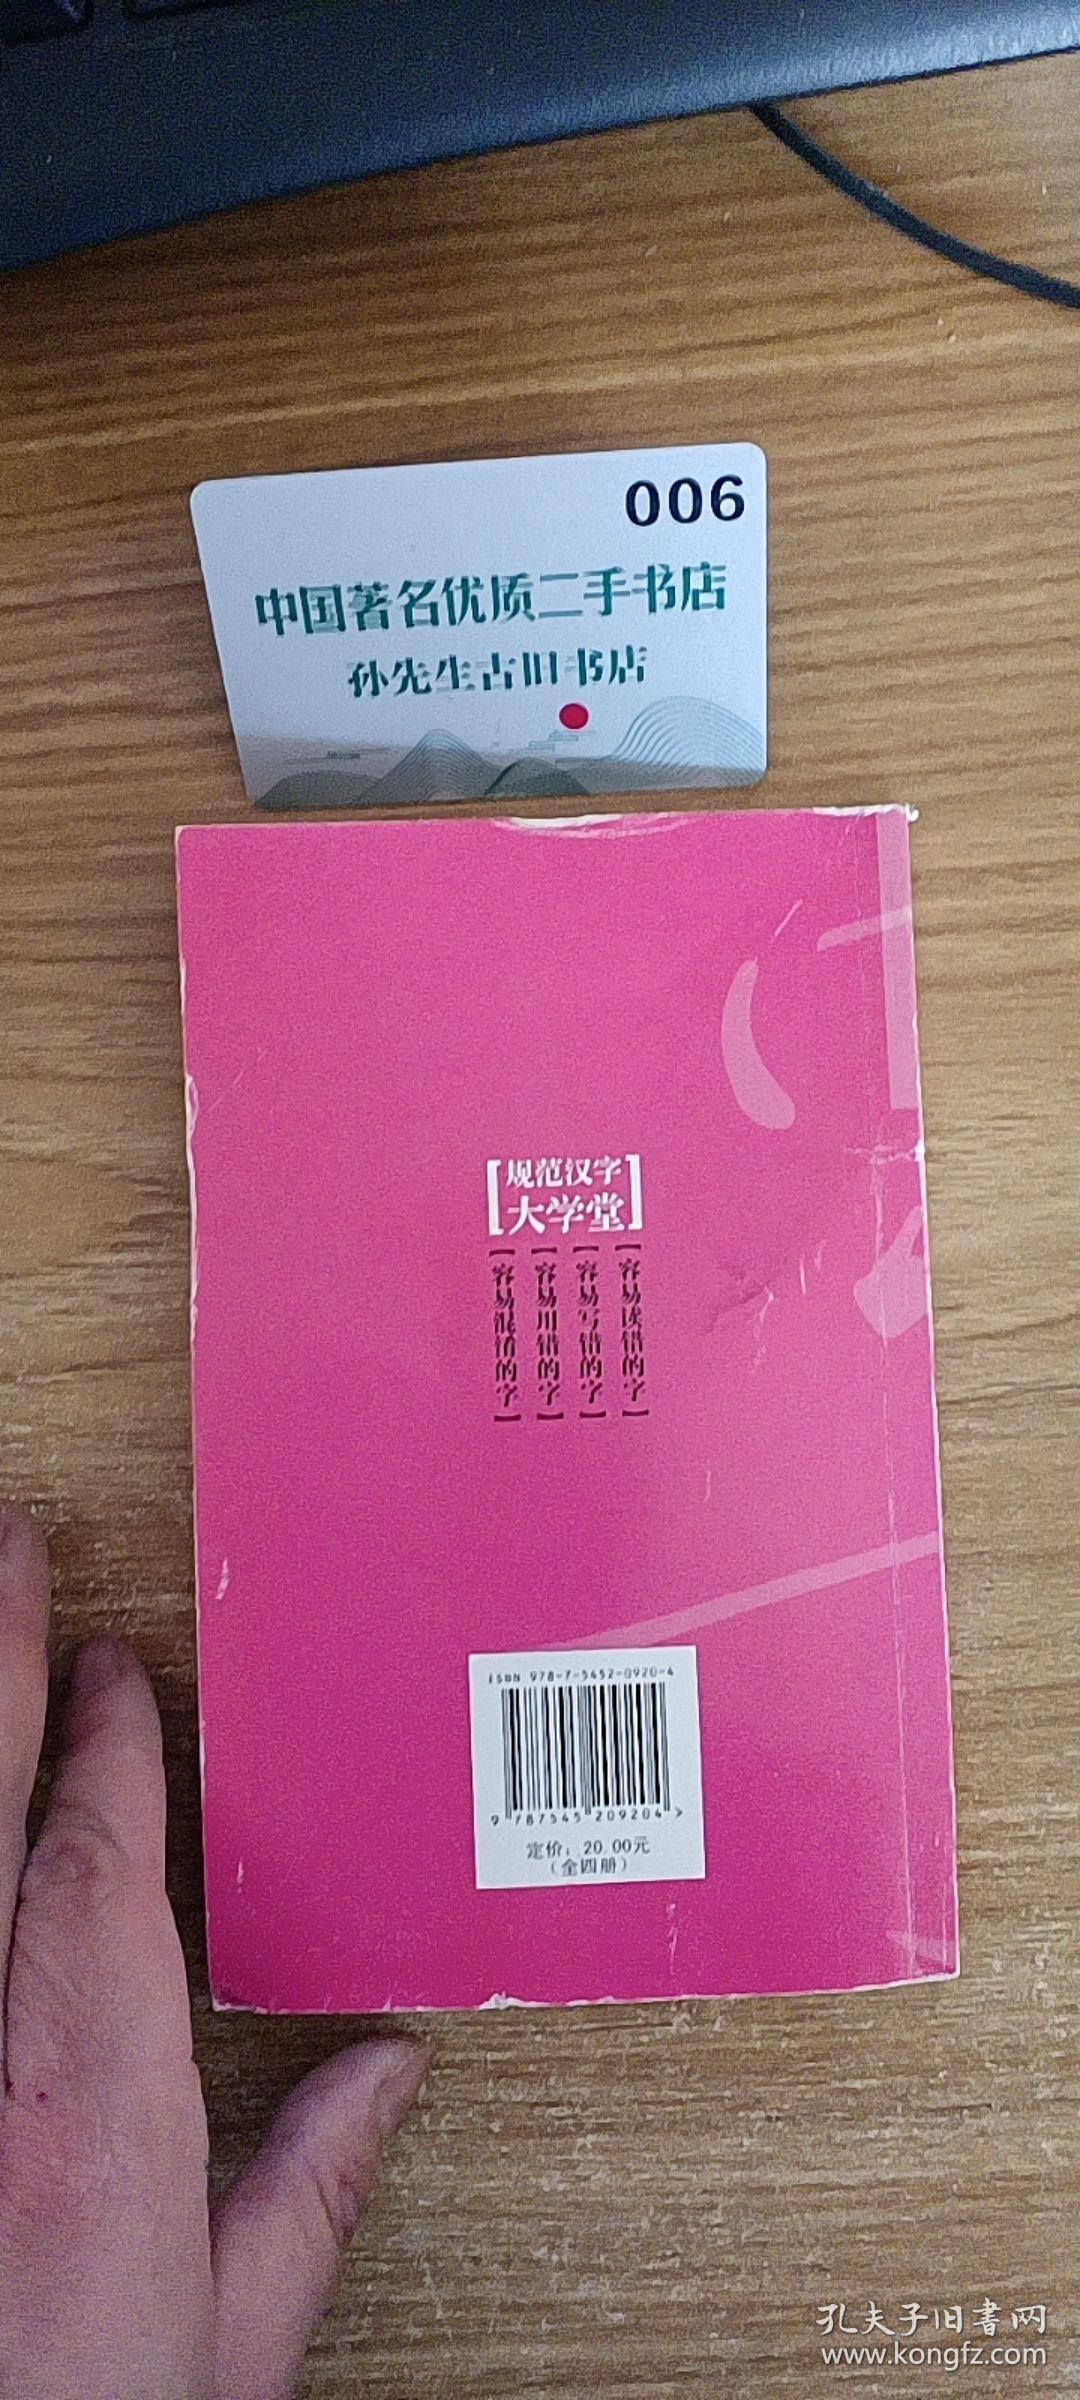 006
中国著名优质二手书店
孙先生古旧书店
规范汉字
大学堂
【容易读错的字】
【容易写错的字】
【容易用错的字】
【容易混淆的字】
ISBN 978-7-5452-0920-4
9 787545 209204 >
定价：20.00元
（全四册）
孔夫子旧书网
www.kongfz.com